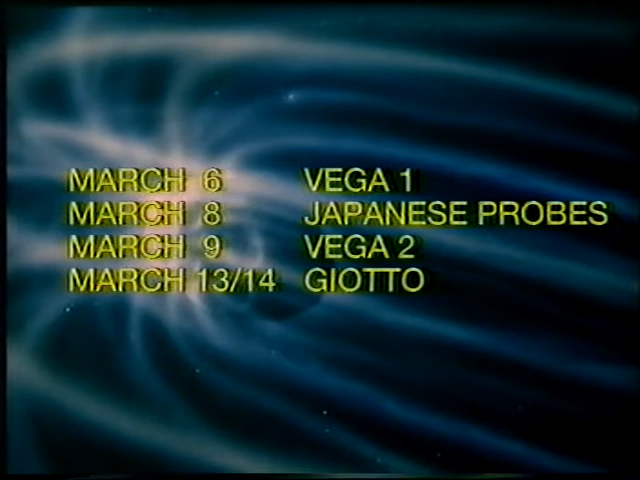 MARCH 6 VEGA 1
MARCH 8 JAPANESE PROBES
MARCH 9 VEGA 2
MARCH 13/14 GIOTTO